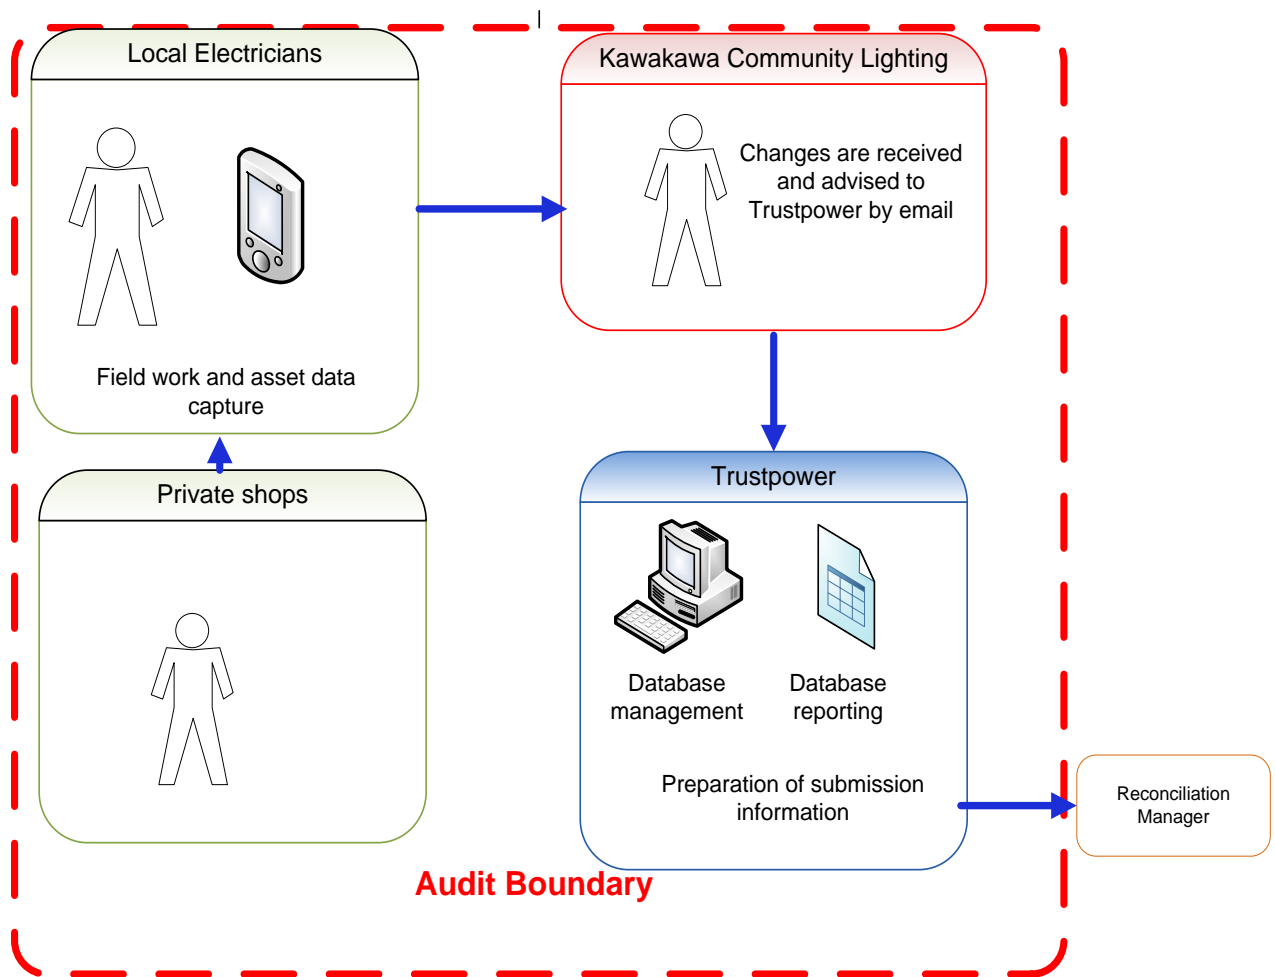 Local Electricians
Field work and asset data
capture
Kawakawa Community Lighting
Changes are received
and advised to
Trustpower by email
Private shops
Trustpower
Database
management
Database
reporting
Preparation of submission
information
Reconciliation
Manager
Audit Boundary